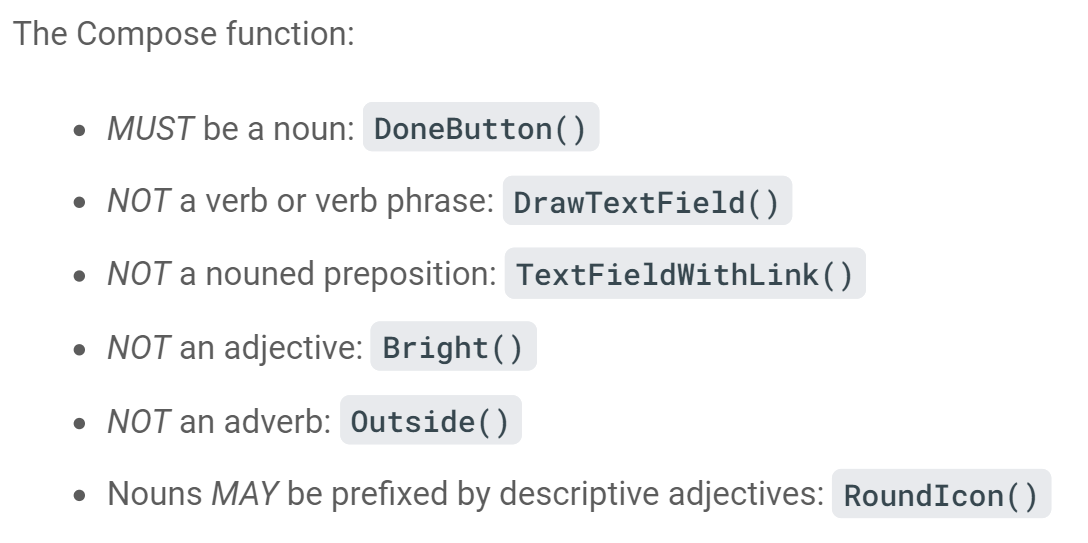 The Compose function:
• MUST be a noun: DoneButton()
• NOT a verb or verb phrase: DrawTextField()
• NOT a nouned preposition: TextFieldWithLink()
• NOT an adjective: Bright()
• NOT an adverb: Outside()
• Nouns MAY be prefixed by descriptive adjectives: RoundIcon()